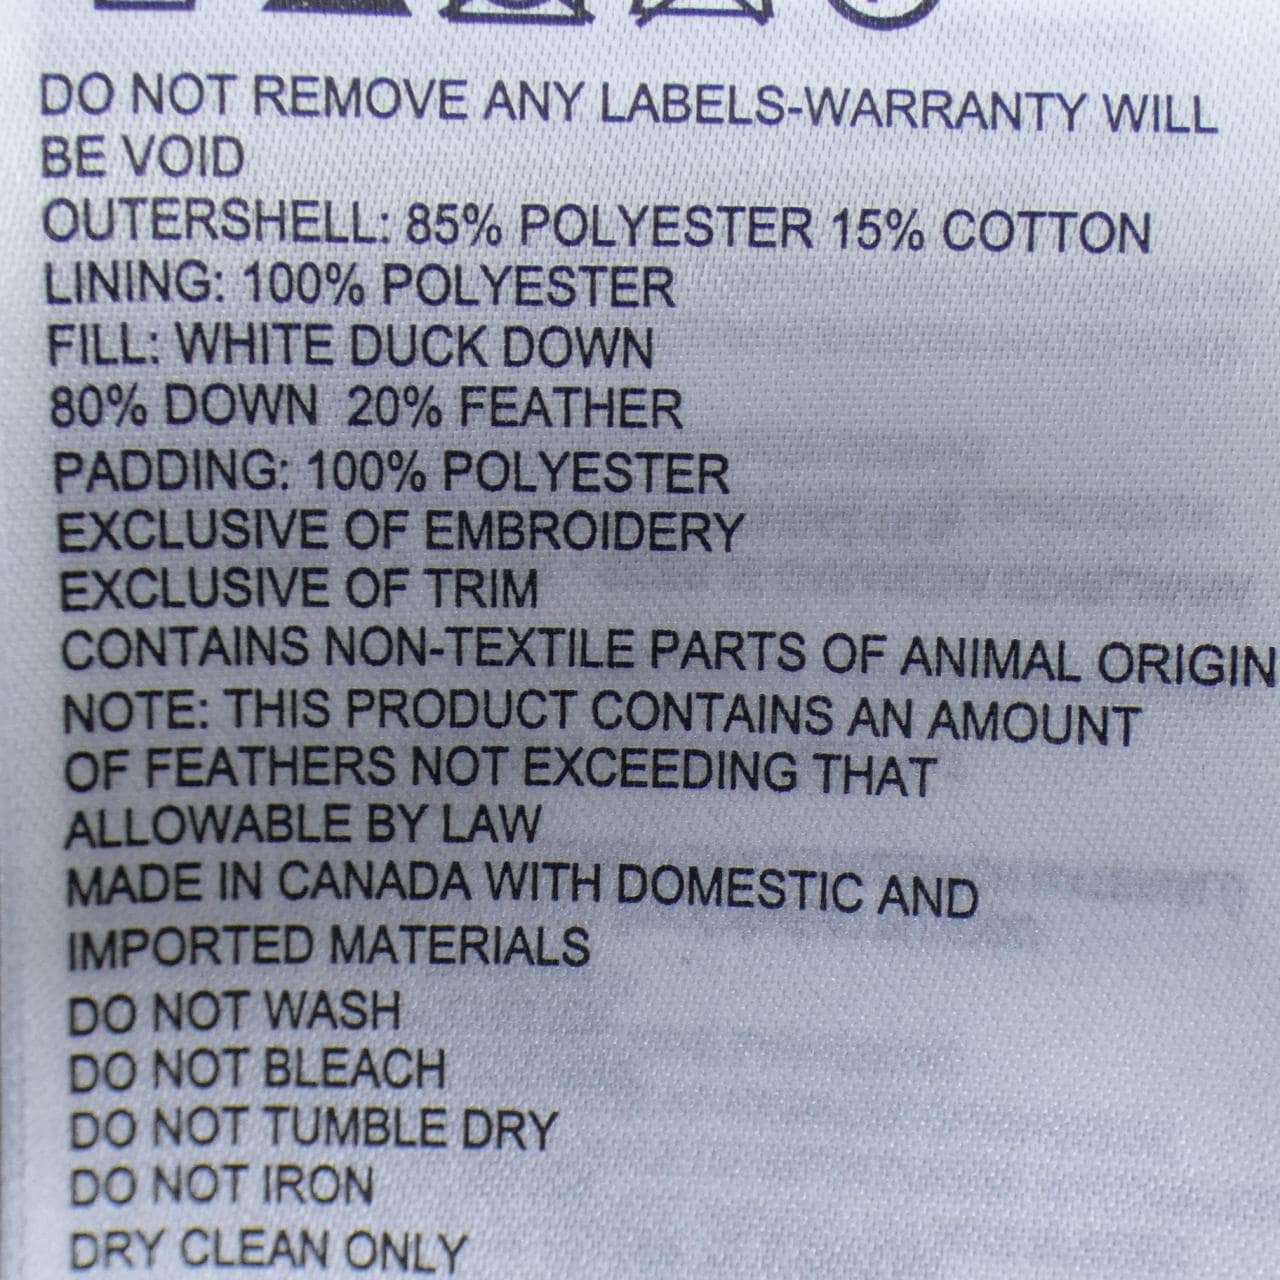 DO NOT REMOVE ANY LABELS-WARRANTY WILL
BE VOID
OUTERSHELL: 85% POLYESTER 15% COTTON
LINING: 100% POLYESTER
FILL: WHITE DUCK DOWN
80% DOWN 20% FEATHER
PADDING: 100% POLYESTER
EXCLUSIVE OF EMBROIDERY
EXCLUSIVE OF TRIM
CONTAINS NON-TEXTILE PARTS OF ANIMAL ORIGIN
NOTE: THIS PRODUCT CONTAINS AN AMOUNT
OF FEATHERS NOT EXCEEDING THAT
ALLOWABLE BY LAW
MADE IN CANADA WITH DOMESTIC AND
IMPORTED MATERIALS
DO NOT WASH
DO NOT BLEACH
DO NOT TUMBLE DRY
DO NOT IRON
DRY CLEAN ONLY